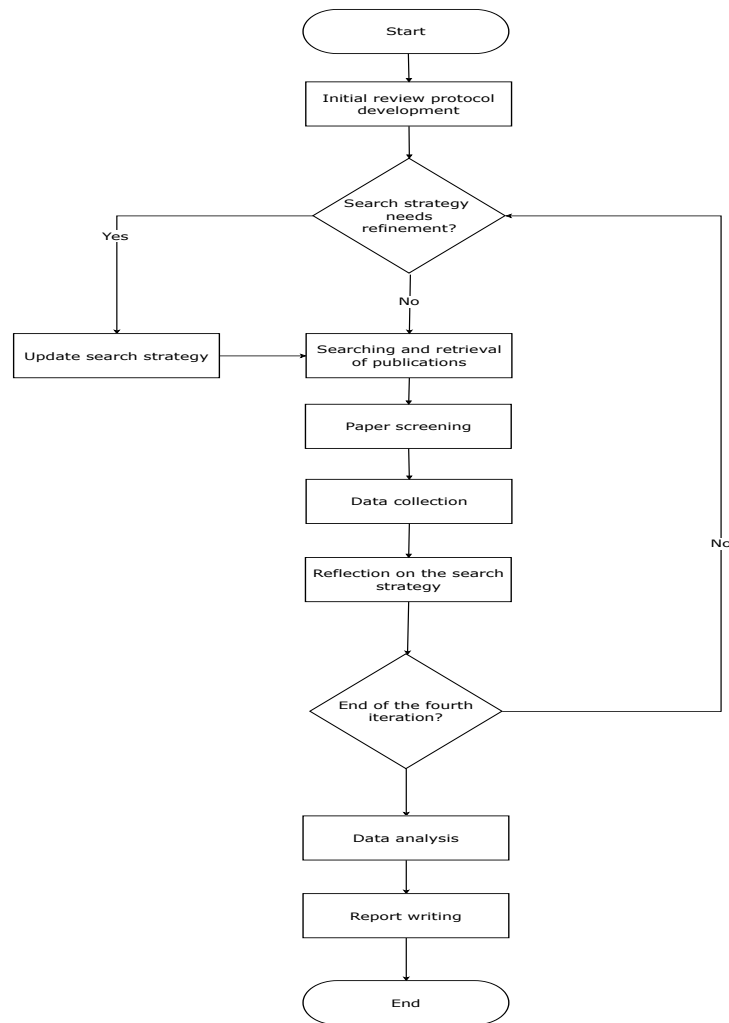 Start
Initial review protocol
development
Search strategy
needs
refinement?
Yes
No
Update search strategy
Searching and retrieval
of publications
Paper screening
Data collection
No
Reflection on the search
strategy
End of the fourth
iteration?
Data analysis
Report writing
End